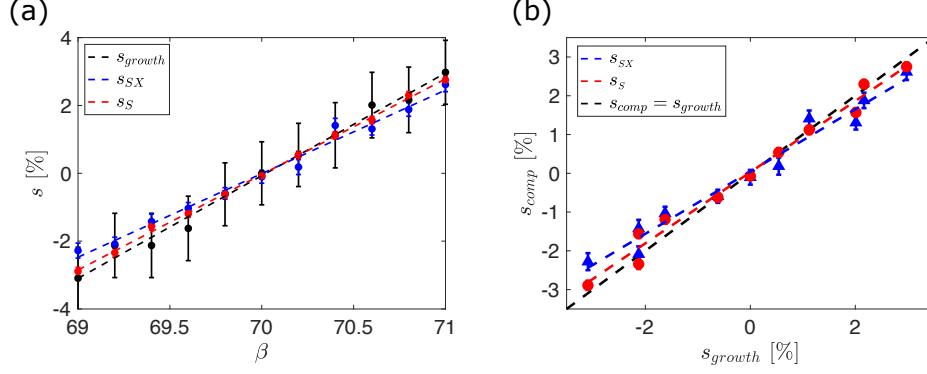 (a)
s_growth
s_SX
s_S
s [%]
4
2
0
-2
-4
69
69.5
70
70.5
71
β
(b)
s_SX
s_S
s_comp = s_growth
s_comp [%]
3
2
1
0
-1
-2
-3
-2
0
2
s_growth [%]